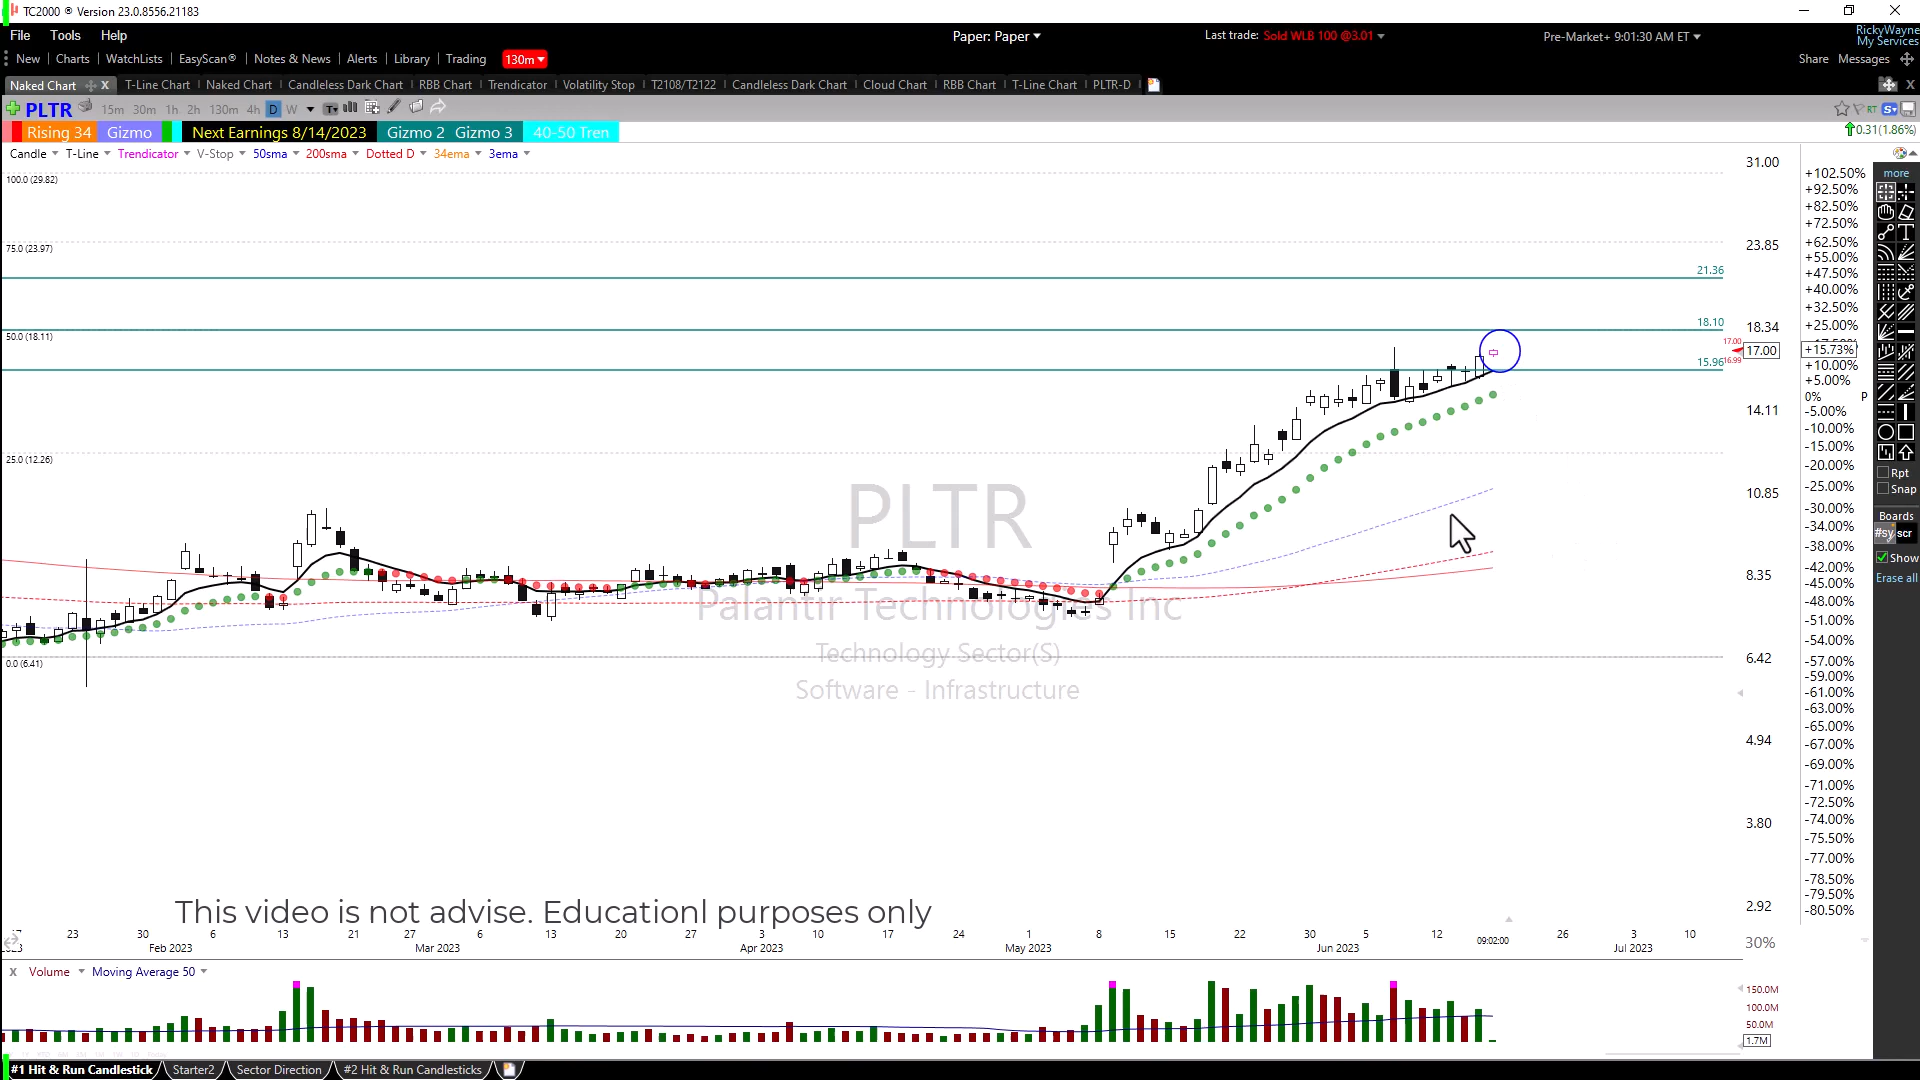 TC2000 ® Version 23.0.8556.21183
File Tools Help
Paper: Paper
Last trade: Sold WLB 100 @3.01
Pre-Market+ 9:01:30 AM ET
RickyWayne
My Services
New Charts WatchLists EasyScan® Notes & News Alerts Library Trading 130m
Share Messages
Naked Chart X T-Line Chart Naked Chart Candleless Dark Chart RBB Chart Trendicator Volatility Stop T2108/T2122 Candleless Dark Chart Cloud Chart RBB Chart T-Line Chart PLTR-D X
PLTR 15m 30m 1h 2h 130m 4h D W
RT
Rising 34 Gizmo Next Earnings 8/14/2023 Gizmo 2 Gizmo 3 40-50 Tren
0.31(1.86%)
Candle T-Line Trendicator V-Stop 50sma 200sma Dotted D 34ema 3ema
more
100.0 (29.82)
75.0 (23.97)
50.0 (18.11)
25.0 (12.26)
0.0 (6.41)
21.36
18.10
15.96
17.00
16.99
31.00
23.85
18.34
17.00
14.11
10.85
8.35
6.42
4.94
3.80
2.92
30%
+102.50%
+92.50%
+82.50%
+72.50%
+62.50%
+55.00%
+47.50%
+40.00%
+32.50%
+25.00%
+15.73%
+10.00%
+5.00%
0% P
-5.00%
-10.00%
-15.00%
-20.00%
-25.00%
-30.00%
-34.00%
-38.00%
-42.00%
-45.00%
-48.00%
-51.00%
-54.00%
-57.00%
-59.00%
-61.00%
-63.00%
-65.00%
-67.00%
-69.00%
-71.00%
-72.50%
-74.00%
-75.50%
-77.00%
-78.50%
-79.50%
-80.50%
Rpt
Snap
Boards
#sy scr
Show
Erase all
PLTR
Palantir Technologies Inc
Technology Sector(S)
Software - Infrastructure
This video is not advise. Educationl purposes only
23 30 6 13 21 27 6 13 20 27 3 10 17 24 1 8 15 22 30 5 12 09:02:00 26 3 10
Feb 2023 Mar 2023 Apr 2023 May 2023 Jun 2023 Jul 2023
X Volume Moving Average 50
150.0M
100.0M
50.0M
1.7M
#1 Hit & Run Candlestick Starter2 Sector Direction #2 Hit & Run Candlesticks